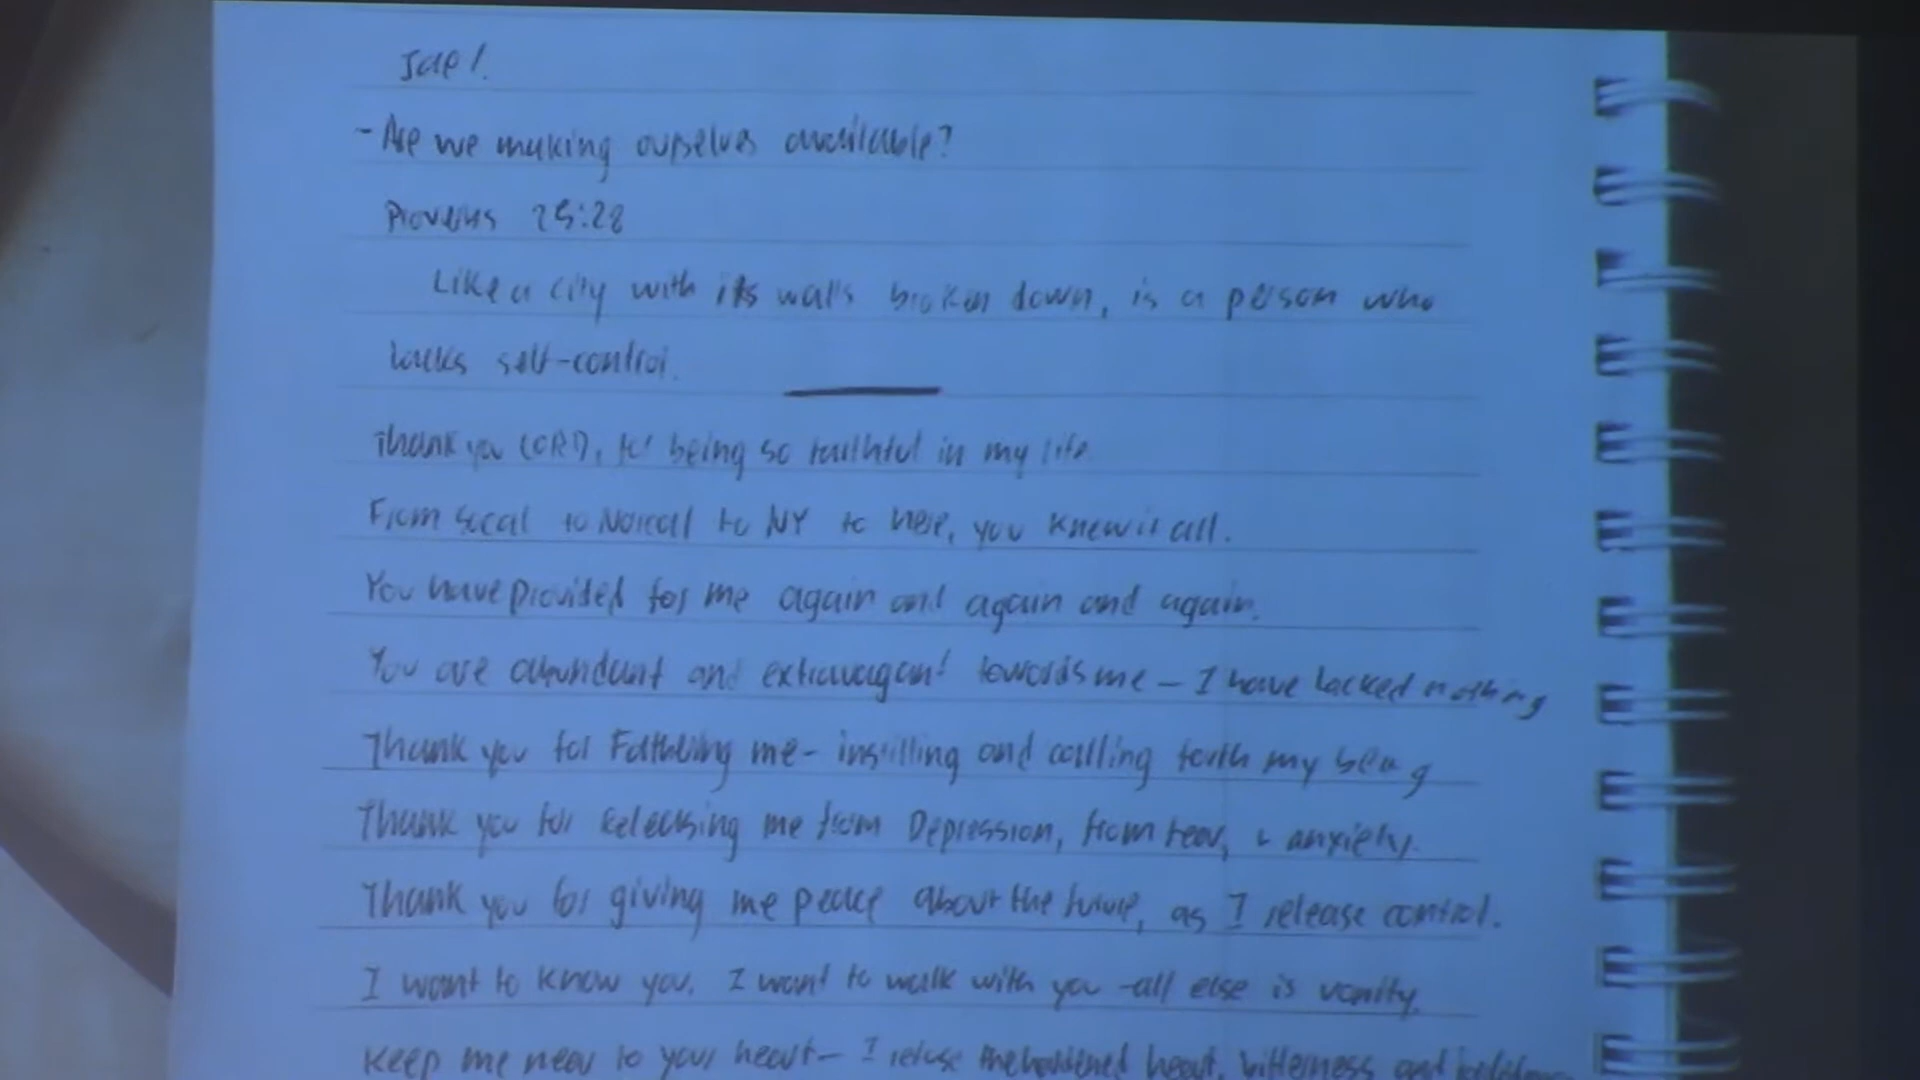 Jael.
- Are we making ourselves available?
Proverbs 25:28
Like a city with its walls broken down, is a person who
lacks self-control.
Thank you LORD, for being so faithful in my life
From Socal to Norcal to NY to here, you knew it all.
You have provided for me again and again and again.
You are abundant and extravagant towards me - I have lacked nothing
Thank you for Fathering me - instilling and calling forth my being
Thank you for releasing me from Depression, from fear, & anxiety.
Thank you for giving me peace about the future, as I release control.
I want to know you. I want to walk with you - all else is vanity.
Keep me near to your heart - I refuse the hardened heart, bitterness and